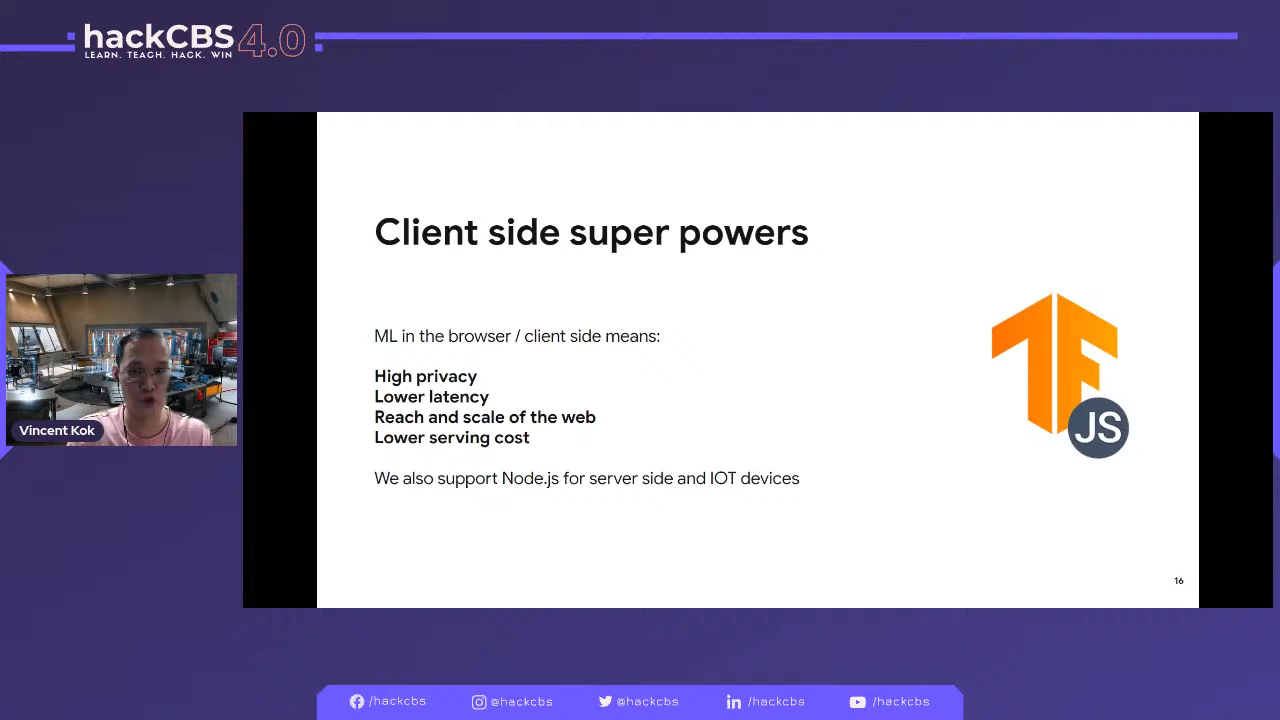 hackCBS 4.0
LEARN. TEACH. HACK. WIN
Client side super powers
ML in the browser / client side means:
High privacy
Lower latency
Reach and scale of the web
Lower serving cost
We also support Node.js for server side and IOT devices
JS
16
Vincent Kok
/hackcbs
@hackcbs
@hackcbs
/hackcbs
/hackcbs